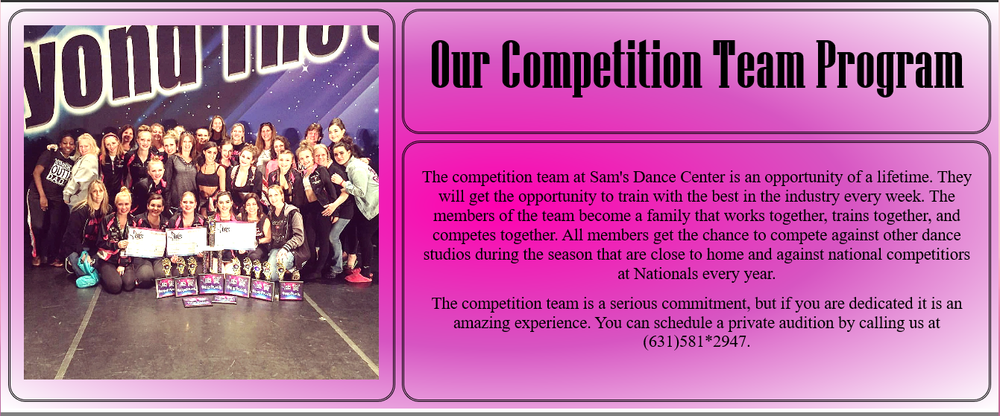 yond The
Our Competition Team Program
The competition team at Sam's Dance Center is an opportunity of a lifetime. They
will get the opportunity to train with the best in the industry every week. The
members of the team become a family that works together, trains together, and
competes together. All members get the chance to compete against other dance
studios during the season that are close to home and against national competitiors
at Nationals every year.
The competition team is a serious commitment, but if you are dedicated it is an
amazing experience. You can schedule a private audition by calling us at
(631)581*2947.